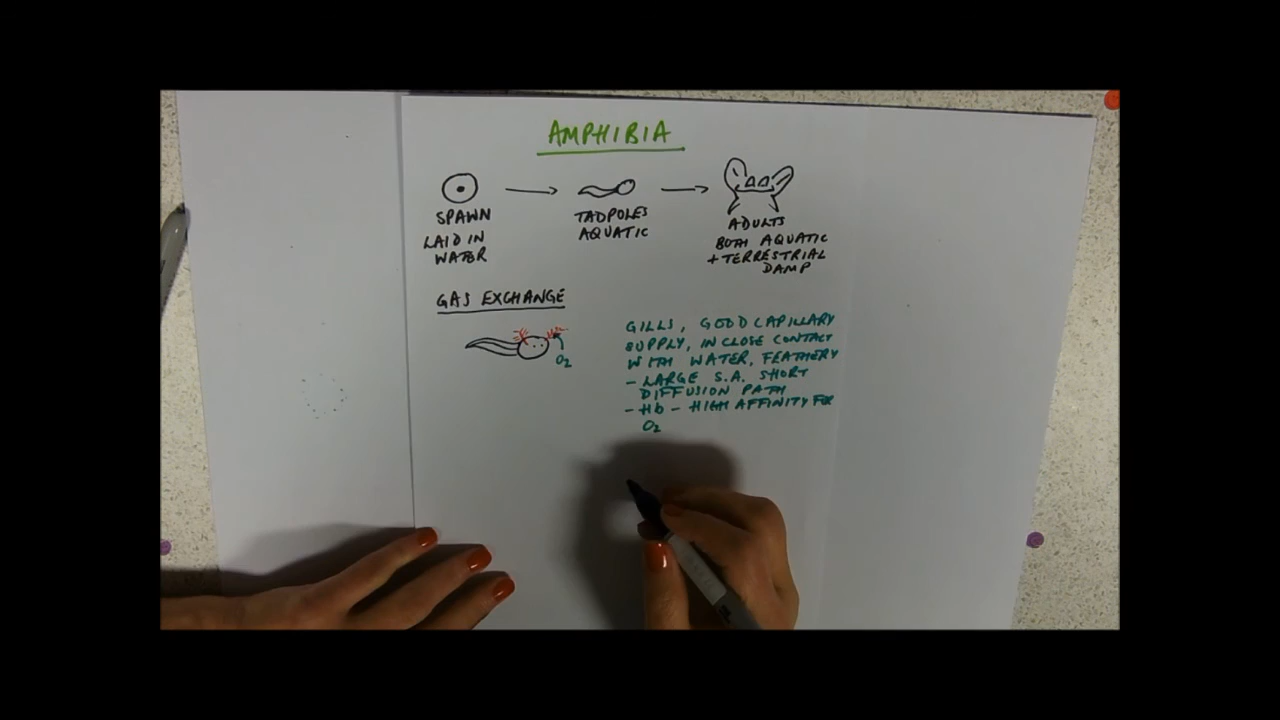 AMPHIBIA
SPAWN
LAID IN
WATER
TADPOLES
AQUATIC
ADULTS
BOTH AQUATIC
+ TERRESTRIAL
DAMP
GAS EXCHANGE
O2
GILLS, GOOD CAPILLARY
SUPPLY, IN CLOSE CONTACT
WITH WATER, FEATHERY
- LARGE S.A. SHORT
DIFFUSION PATH
- Hb - HIGH AFFINITY FOR
O2